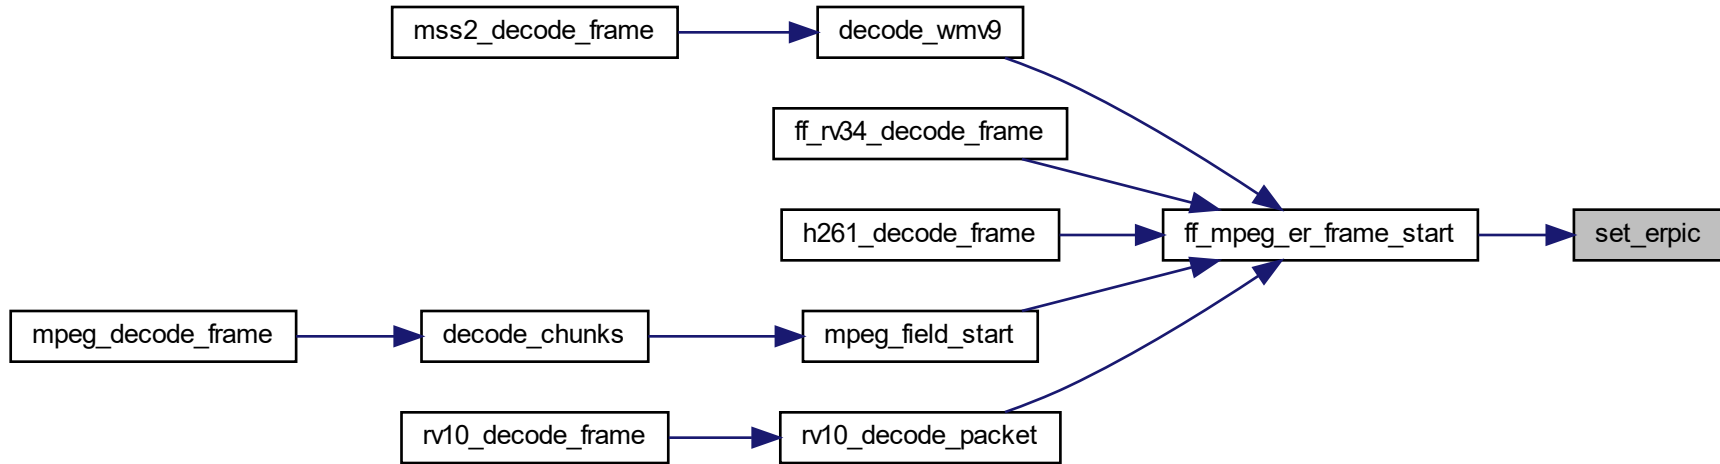 mss2_decode_frame
decode_wmv9
ff_rv34_decode_frame
h261_decode_frame
ff_mpeg_er_frame_start
set_erpic
mpeg_decode_frame
decode_chunks
mpeg_field_start
rv10_decode_frame
rv10_decode_packet